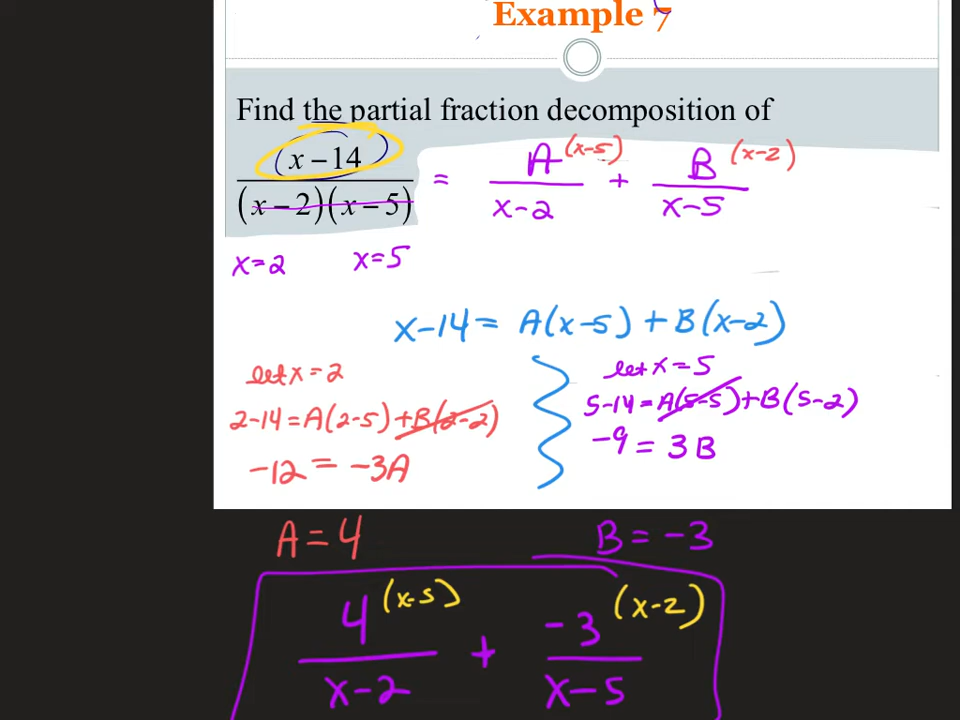 Example 7
Find the partial fraction decomposition of
(x-14) / (x-2)(x-5) = A(x-5) / x-2 + B(x-2) / x-5
x=2 x=5
x-14 = A(x-5) + B(x-2)
let x=2
2-14 = A(2-5) + B(2-2)
-12 = -3A
A = 4
let x = 5
5-14 = A(5-5) + B(5-2)
-9 = 3B
B = -3
4(x-5) / x-2 + -3(x-2) / x-5